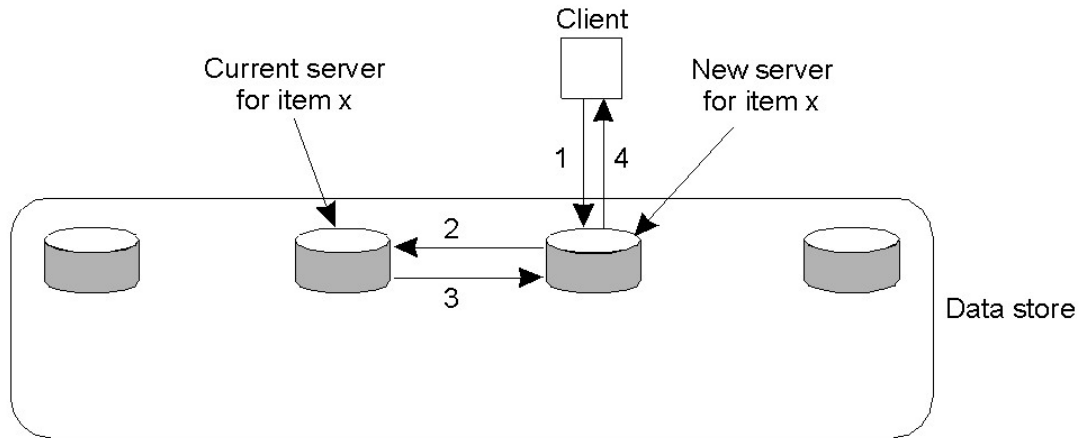 Client
Current server
for item x
New server
for item x
1
4
2
3
Data store